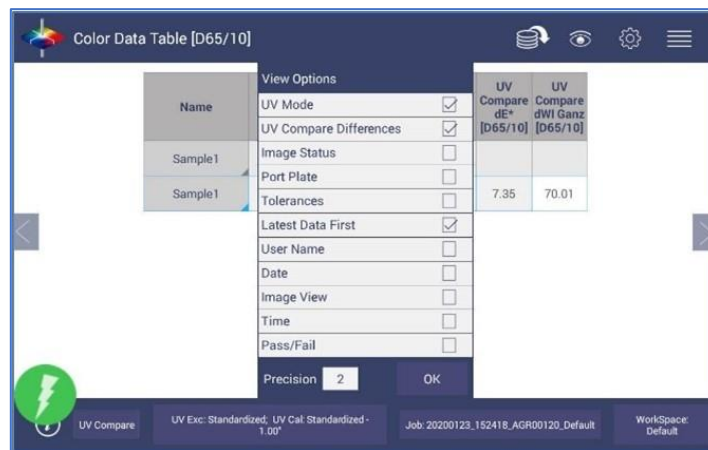 Color Data Table [D65/10]
View Options
UV Mode
UV Compare Differences
Image Status
Port Plate
Tolerances
Latest Data First
User Name
Date
Image View
Time
Pass/Fail
Precision 2 OK
Name
UV
Compare
dE*
[D65/10]
UV
Compare
dWI Ganz
[D65/10]
Sample1
Sample1 7.35 70.01
UV Compare
UV Exc: Standardized; UV Cal: Standardized -
1.00"
Job: 20200123_152418_AGR00120_Default
WorkSpace:
Default